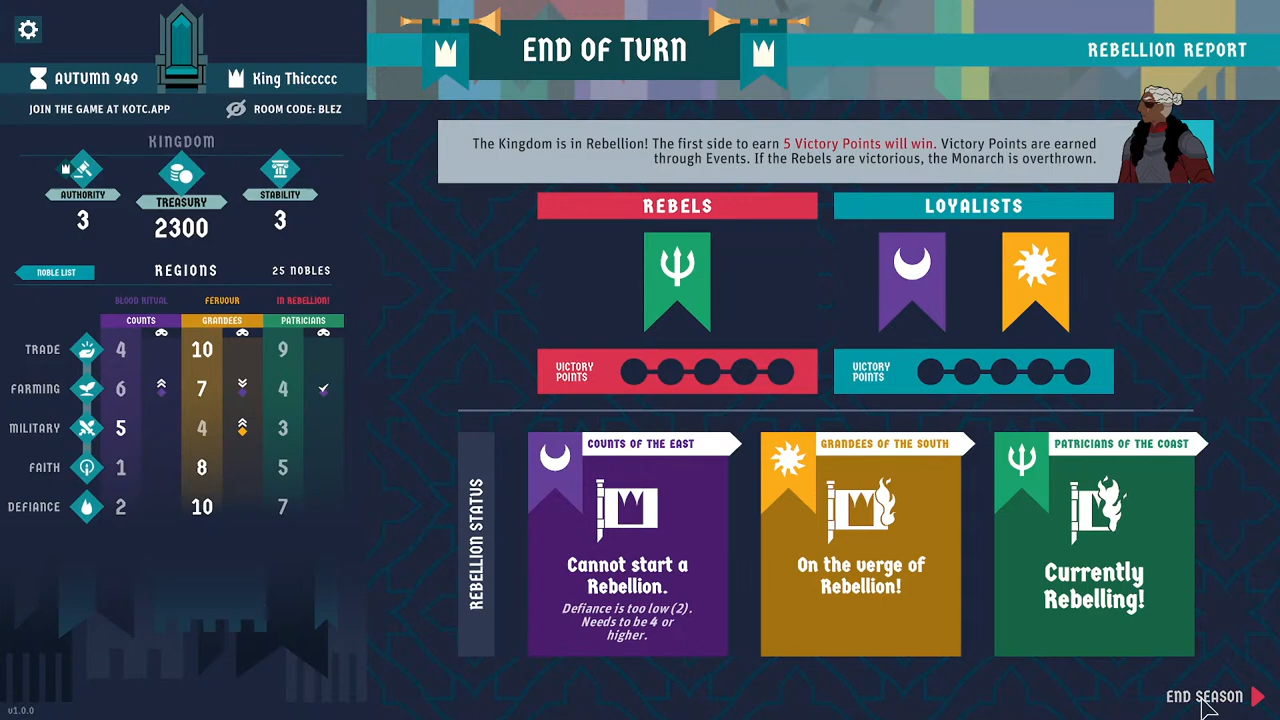 AUTUMN 949
King Thiccccc
JOIN THE GAME AT KOTC.APP
ROOM CODE: BLEZ
KINGDOM
AUTHORITY
TREASURY
STABILITY
3
2300
3
NOBLE LIST
REGIONS
25 NOBLES
BLOOD RITUAL
FERVOUR
IN REBELLION!
COUNTS
GRANDEES
PATRICIANS
TRADE 4 10 9
FARMING 6 7 4
MILITARY 5 4 3
FAITH 1 8 5
DEFIANCE 2 10 7
v1.0.0
END OF TURN
REBELLION REPORT
The Kingdom is in Rebellion! The first side to earn 5 Victory Points will win. Victory Points are earned
through Events. If the Rebels are victorious, the Monarch is overthrown.
REBELS
LOYALISTS
VICTORY
POINTS
VICTORY
POINTS
REBELLION STATUS
COUNTS OF THE EAST
Cannot start a
Rebellion.
Defiance is too low (2).
Needs to be 4 or
higher.
GRANDEES OF THE SOUTH
On the verge of
Rebellion!
PATRICIANS OF THE COAST
Currently
Rebelling!
END SEASON